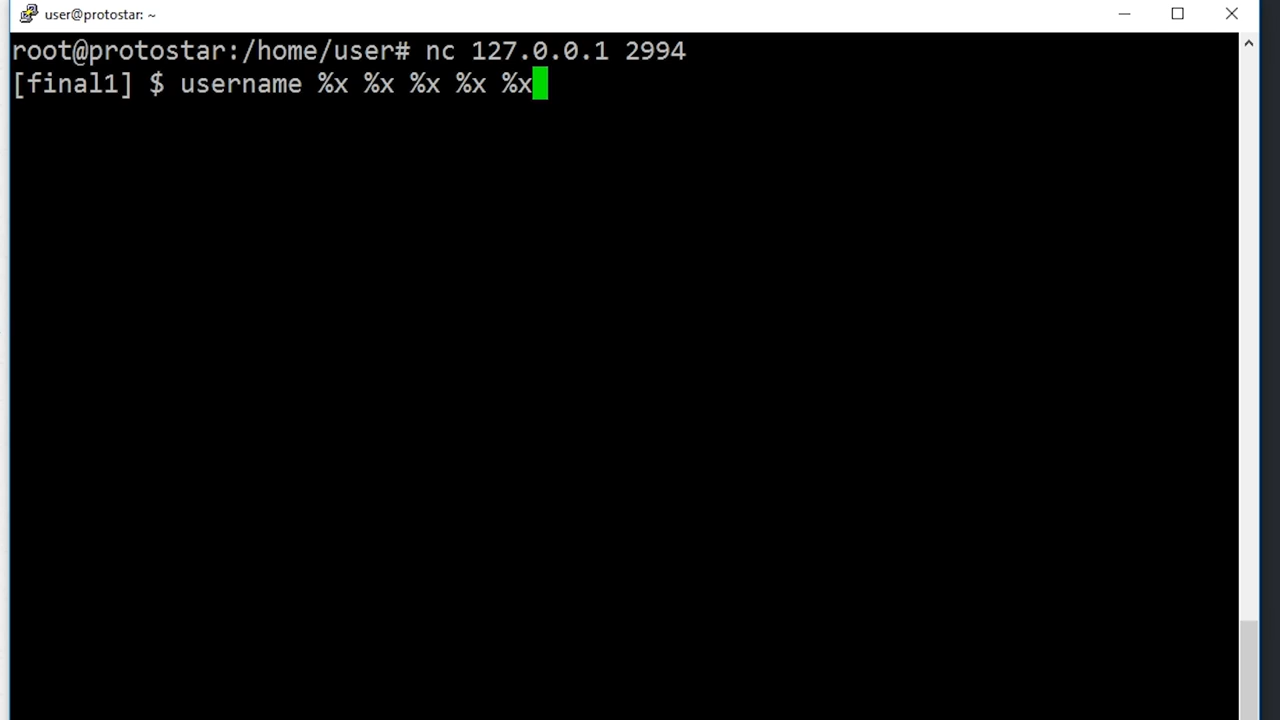 user@protostar: ~
root@protostar:/home/user# nc 127.0.0.1 2994
[final1] $ username %x %x %x %x %x